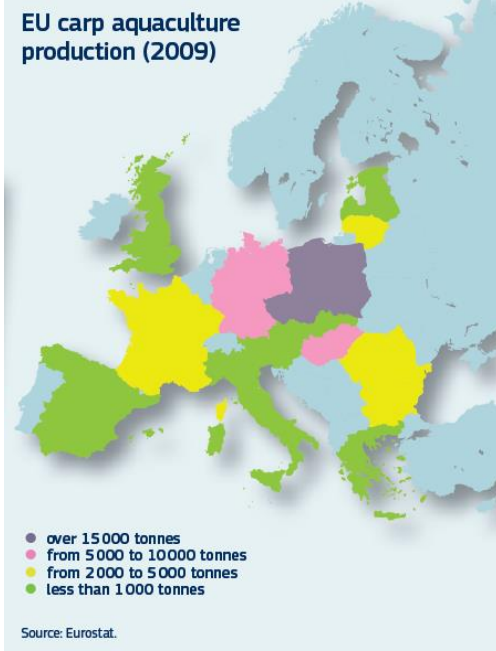 EU carp aquaculture
production (2009)
over 15 000 tonnes
from 5 000 to 10 000 tonnes
from 2 000 to 5 000 tonnes
less than 1 000 tonnes
Source: Eurostat.